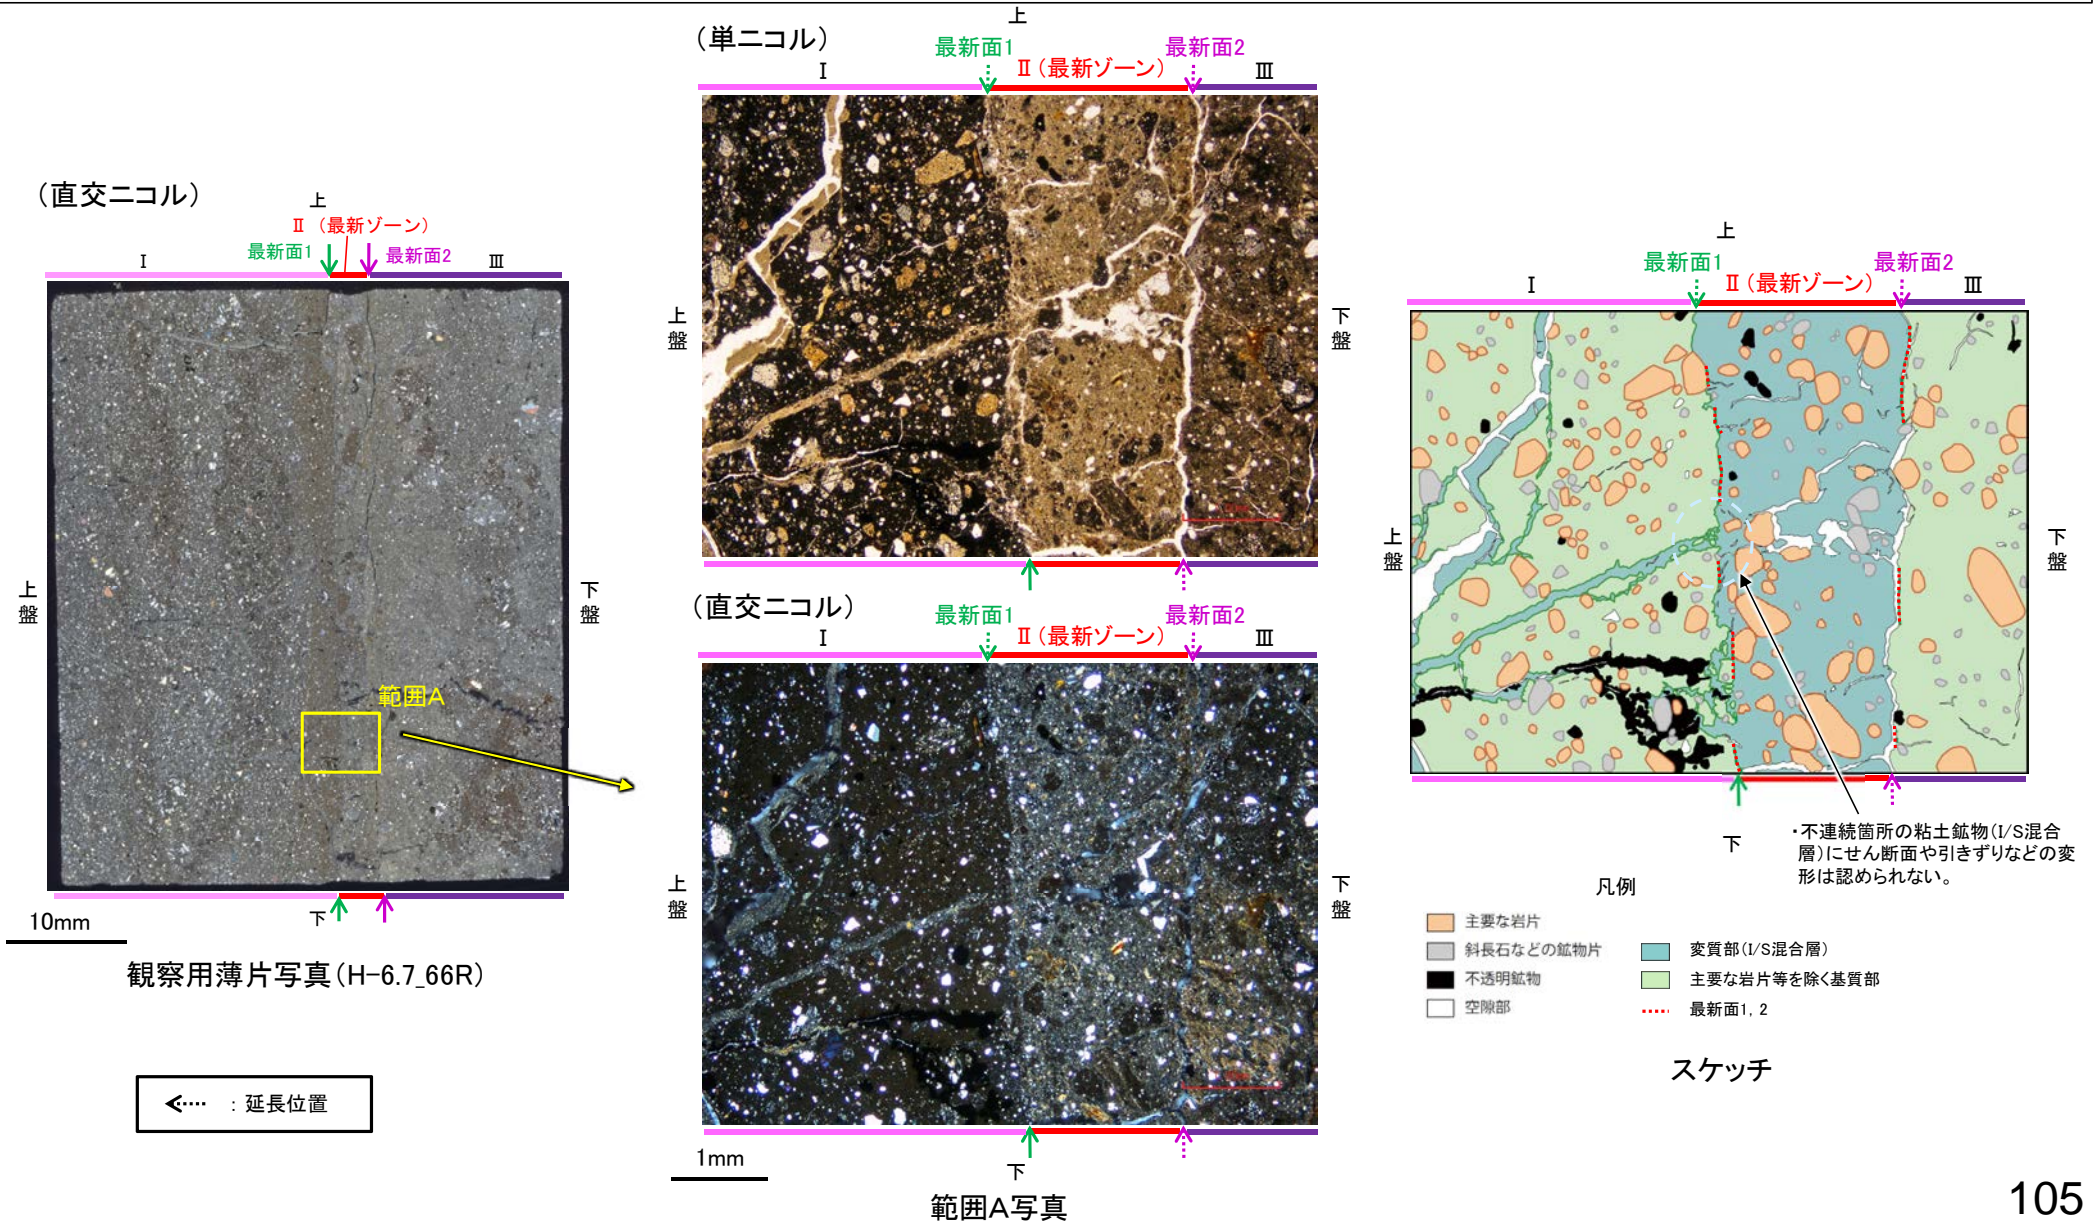 (直交ニコル)
上
Ⅱ (最新ゾーン)
最新面1
最新面2
Ⅰ
Ⅲ
上盤
下盤
範囲A
下
10mm
観察用薄片写真(H-6.7_66R)
:延長位置
(単ニコル)
上
最新面1
最新面2
Ⅰ
Ⅱ(最新ゾーン)
Ⅲ
上盤
下盤
(直交ニコル)
最新面1
最新面2
Ⅰ
Ⅱ(最新ゾーン)
Ⅲ
上盤
下盤
1mm
下
範囲A写真
上
最新面1
最新面2
Ⅰ
Ⅱ(最新ゾーン)
Ⅲ
上盤
下盤
下
・不連続箇所の粘土鉱物(I/S混合
層)にせん断面や引きずりなどの変
形は認められない。
凡例
主要な岩片
斜長石などの鉱物片
不透明鉱物
空隙部
変質部(I/S混合層)
主要な岩片等を除く基質部
最新面1, 2
スケッチ
105